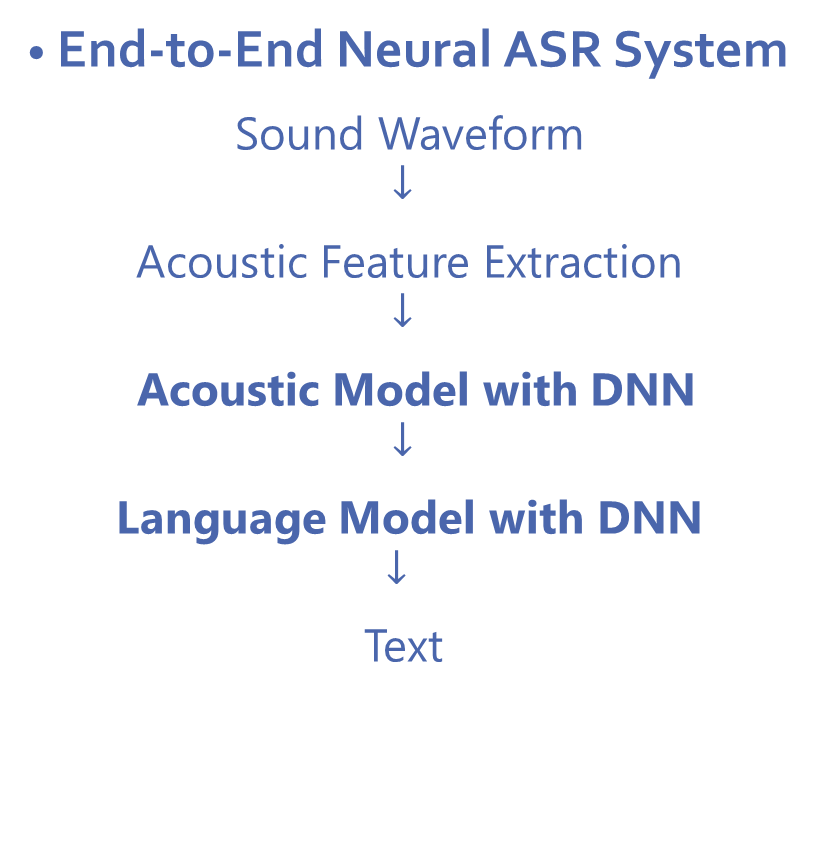 • End-to-End Neural ASR System
Sound Waveform
↓
Acoustic Feature Extraction
↓
Acoustic Model with DNN
↓
Language Model with DNN
↓
Text